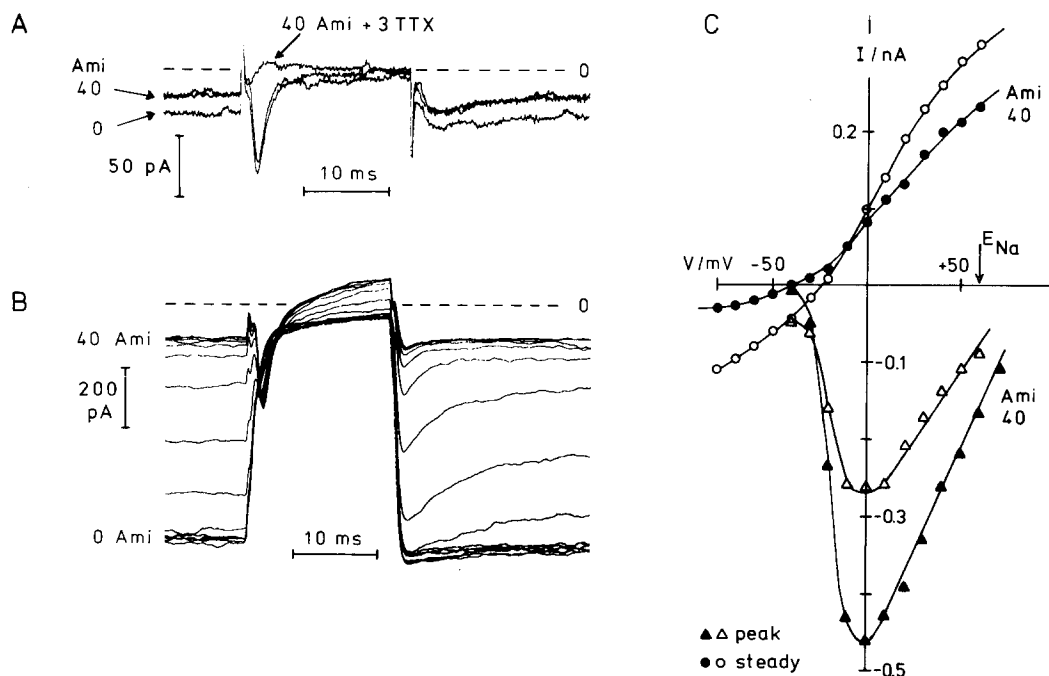 A
40 Ami + 3 TTX
Ami
40
0
0
50 pA
10 ms
B
0
40 Ami
200
pA
0 Ami
10 ms
C
I
I / nA
Ami
40
0.2
V/mV
-50
+50
ENa
-0.1
Ami
40
-0.3
-0.5
▲ △ peak
● ○ steady